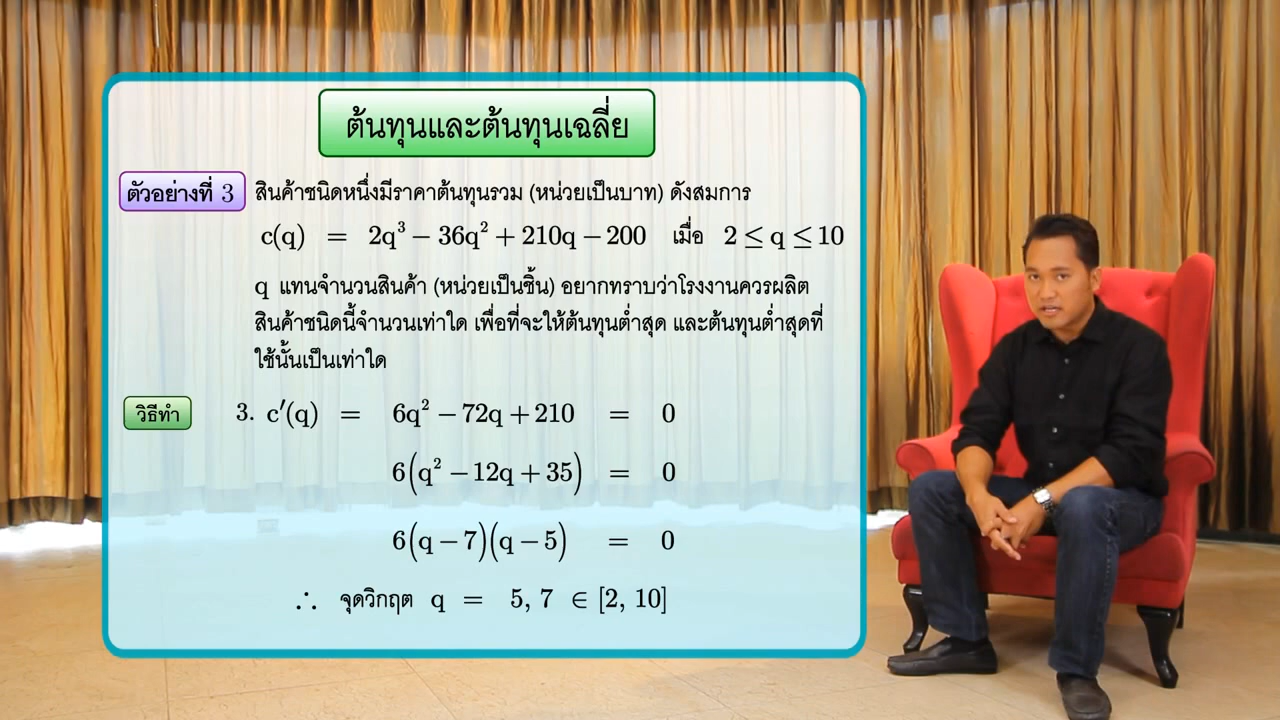 ต้นทุนและต้นทุนเฉลี่ย
ตัวอย่างที่ 3 สินค้าชนิดหนึ่งมีราคาต้นทุนรวม (หน่วยเป็นบาท) ดังสมการ
c(q) = 2q³ − 36q² + 210q − 200 เมื่อ 2 ≤ q ≤ 10
q แทนจำนวนสินค้า (หน่วยเป็นชิ้น) อยากทราบว่าโรงงานควรผลิต
สินค้าชนิดนี้จำนวนเท่าใด เพื่อที่จะให้ต้นทุนต่ำสุด และต้นทุนต่ำสุดที่
ใช้นั้นเป็นเท่าใด
วิธีทำ 3. c′(q) = 6q² − 72q + 210 = 0
6(q² − 12q + 35) = 0
6(q − 7)(q − 5) = 0
∴ จุดวิกฤต q = 5, 7 ∈ [2, 10]